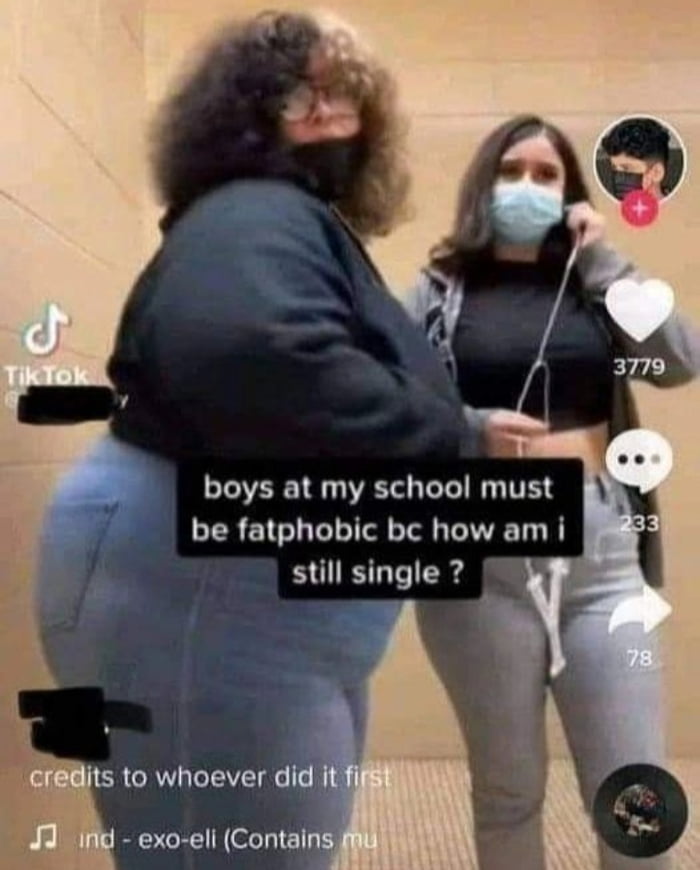 3779
TikTok
@
boys at my school must
be fatphobic bc how am i
still single ?
233
78
credits to whoever did it first
ind - exo-eli (Contains mu